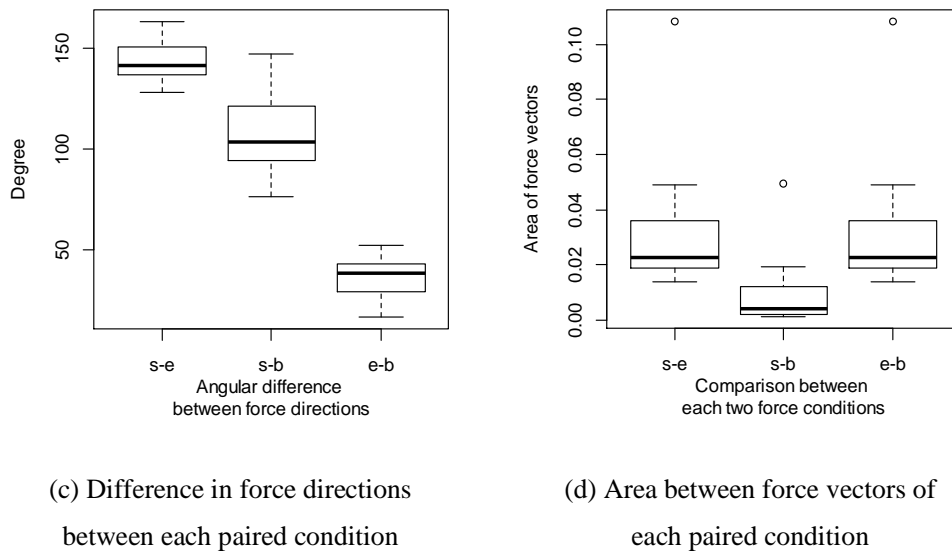 Degree
150
100
50
s-e
s-b
e-b
Angular difference
between force directions
Area of force vectors
0.10
0.08
0.06
0.04
0.02
0.00
s-e
s-b
e-b
Comparison between
each two force conditions
(c) Difference in force directions
between each paired condition
(d) Area between force vectors of
each paired condition